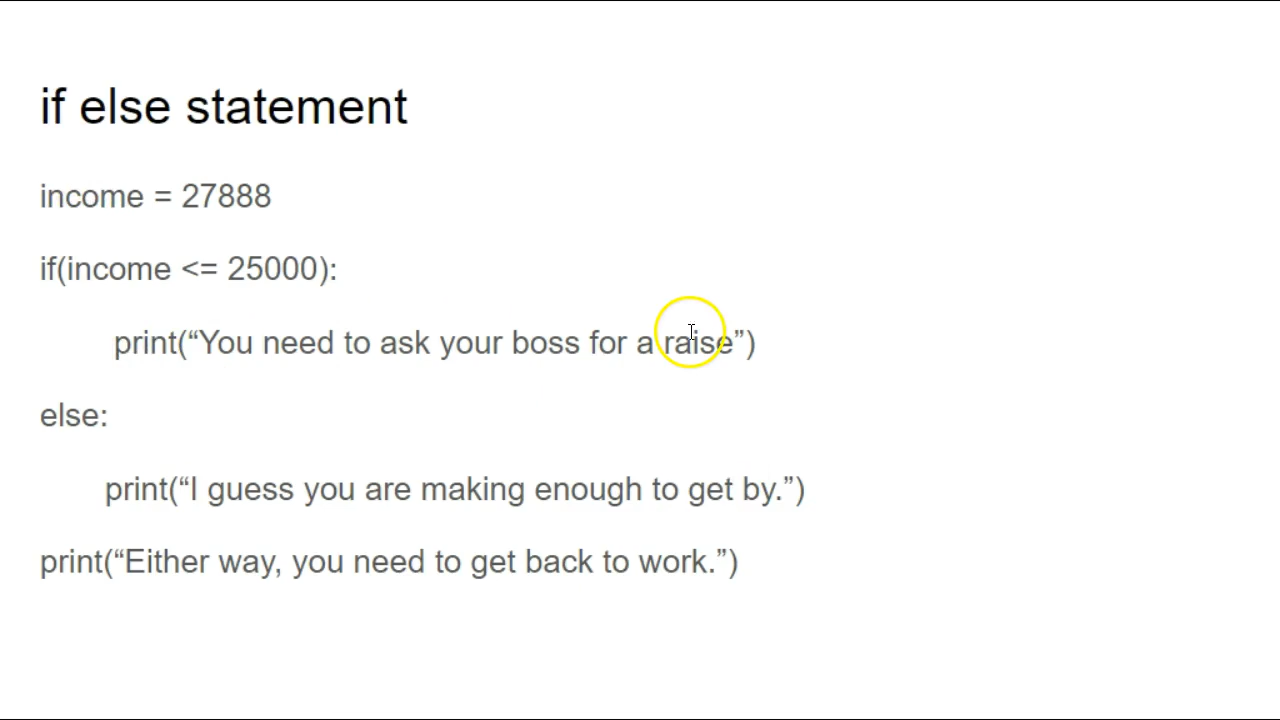 if else statement
income = 27888
if(income <= 25000):
print(“You need to ask your boss for a raise”)
else:
print(“I guess you are making enough to get by.”)
print(“Either way, you need to get back to work.”)